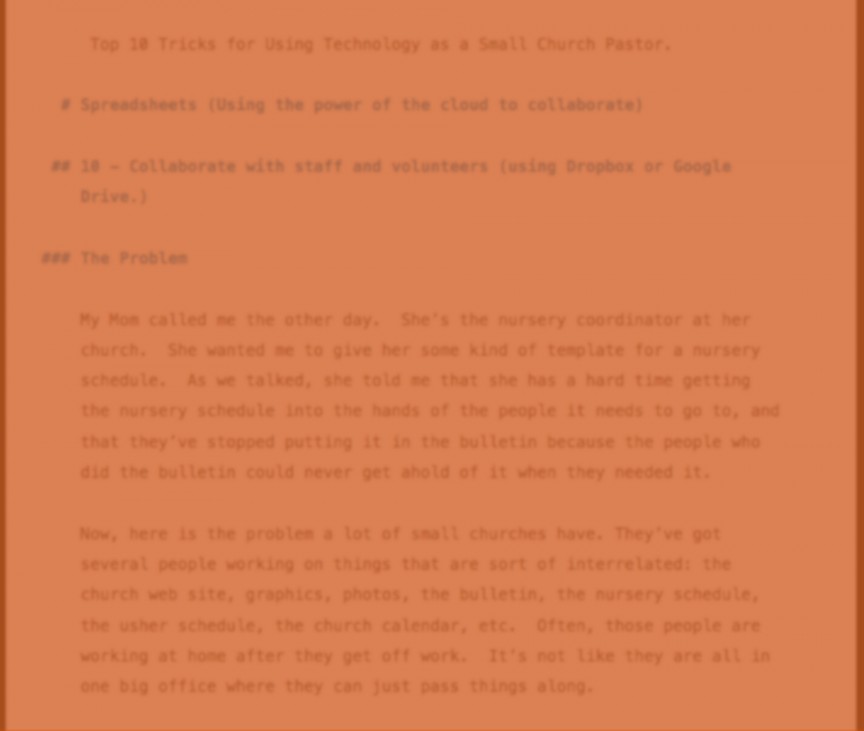 Top 10 Tricks for Using Technology as a Small Church Pastor.
# Spreadsheets (Using the power of the cloud to collaborate)
## 10 – Collaborate with staff and volunteers (using Dropbox or Google
Drive.)
### The Problem
My Mom called me the other day.  She's the nursery coordinator at her
church.  She wanted me to give her some kind of template for a nursery
schedule.  As we talked, she told me that she has a hard time getting
the nursery schedule into the hands of the people it needs to go to, and
that they've stopped putting it in the bulletin because the people who
did the bulletin could never get ahold of it when they needed it.
Now, here is the problem a lot of small churches have. They've got
several people working on things that are sort of interrelated: the
church web site, graphics, photos, the bulletin, the nursery schedule,
the usher schedule, the church calendar, etc.  Often, those people are
working at home after they get off work.  It's not like they are all in
one big office where they can just pass things along.